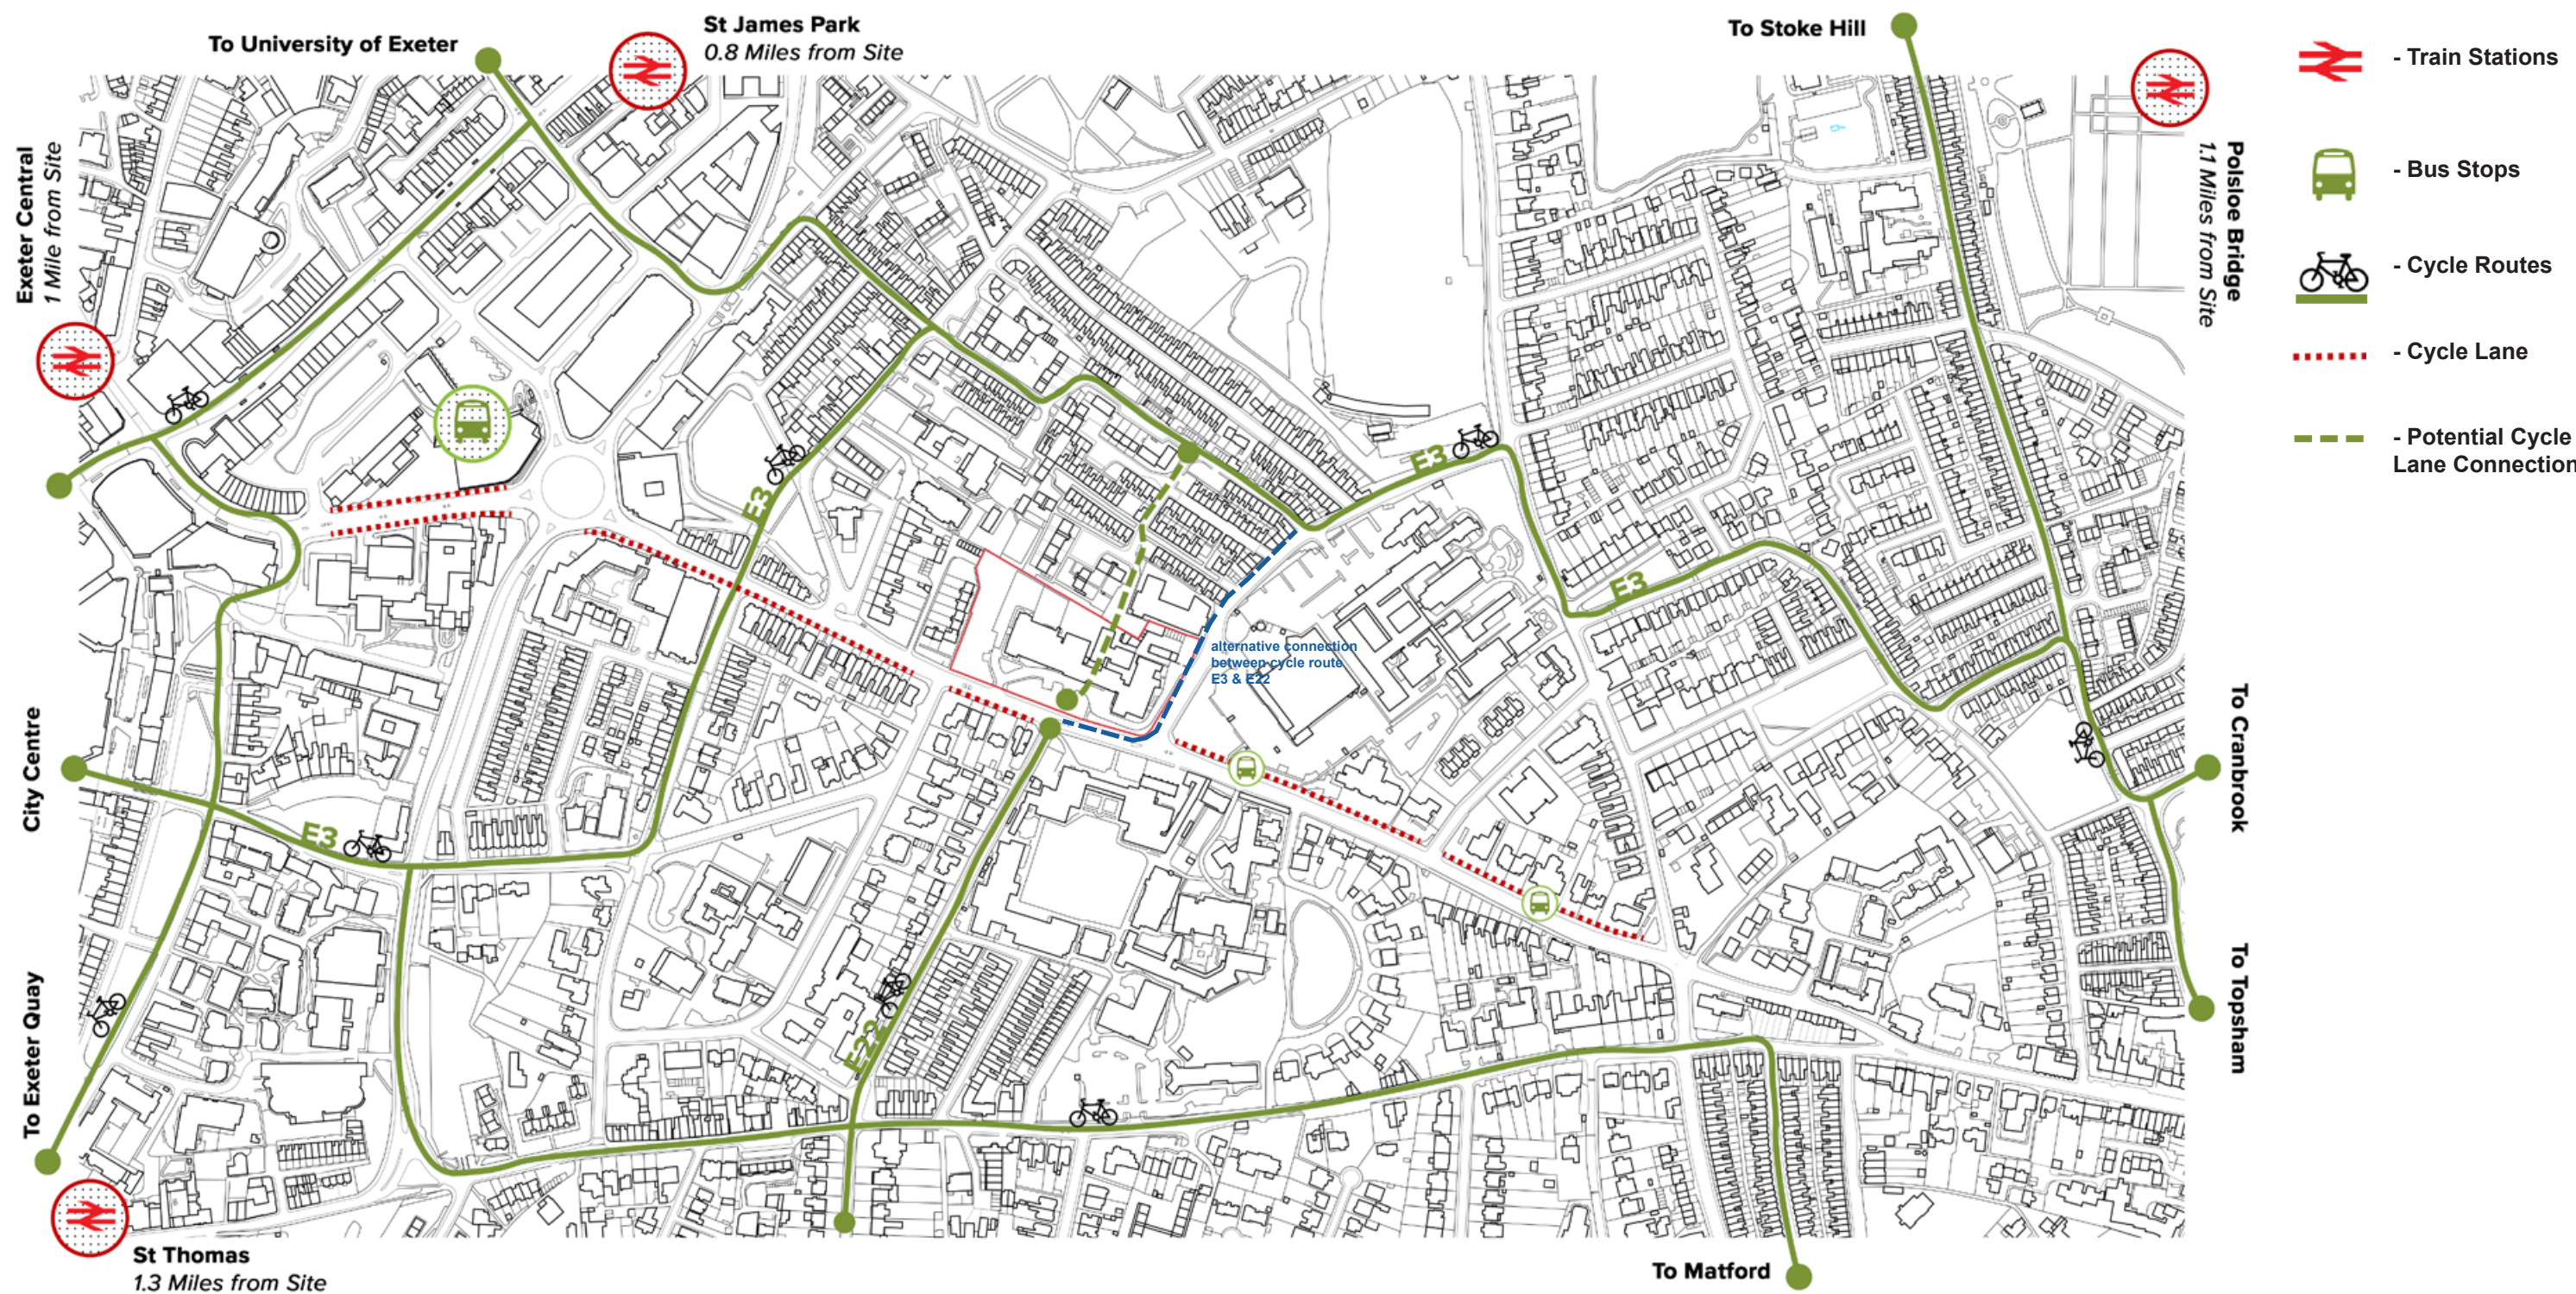 To University of Exeter
St James Park
0.8 Miles from Site
To Stoke Hill
Exeter Central
1 Mile from Site
Polsloe Bridge
1.1 Miles from Site
- Train Stations
- Bus Stops
- Cycle Routes
- Cycle Lane
- Potential Cycle
Lane Connection
E3
E3
E3
alternative connection
between cycle route
E3 & E22
City Centre
To Cranbrook
E3
To Exeter Quay
To Topsham
E22
St Thomas
1.3 Miles from Site
To Matford